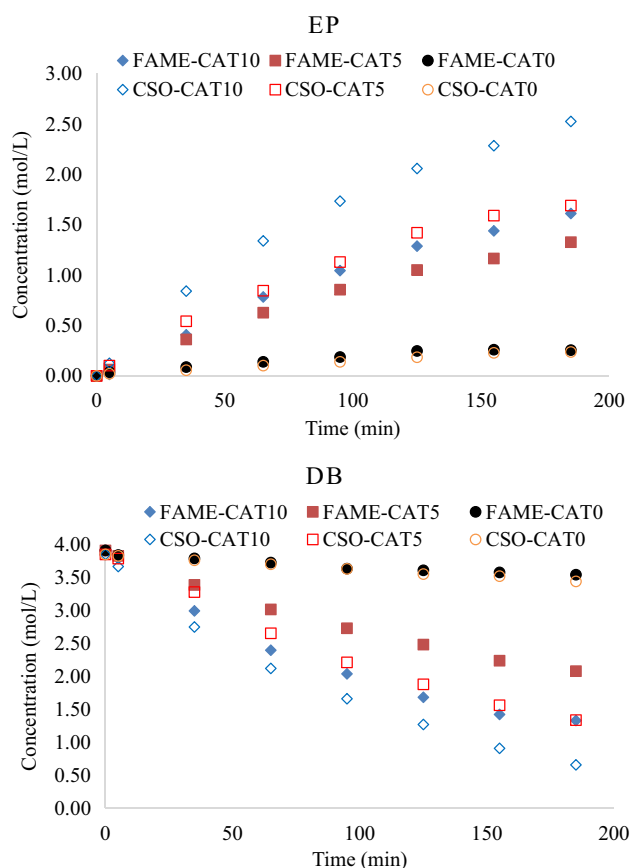 EP
FAME-CAT10 FAME-CAT5 FAME-CAT0
CSO-CAT10 CSO-CAT5 CSO-CAT0
3.00
2.50
2.00
1.50
1.00
0.50
0.00
Concentration (mol/L)
0 50 100 150 200
Time (min)
DB
FAME-CAT10 FAME-CAT5 FAME-CAT0
CSO-CAT10 CSO-CAT5 CSO-CAT0
4.00
3.50
3.00
2.50
2.00
1.50
1.00
0.50
0.00
Concentration (mol/L)
0 50 100 150 200
Time (min)